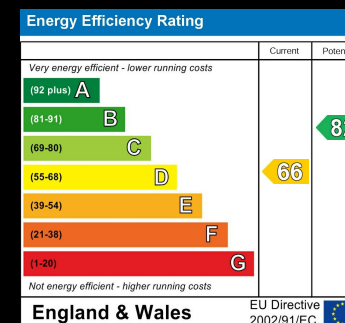 Energy Efficiency Rating
Current
Very energy efficient - lower running costs
(92 plus) A
(81-91) B
(69-80) C
(55-68) D
66
(39-54) E
(21-38) F
(1-20) G
Not energy efficient - higher running costs
England & Wales
EU Directive
2002/91/EC